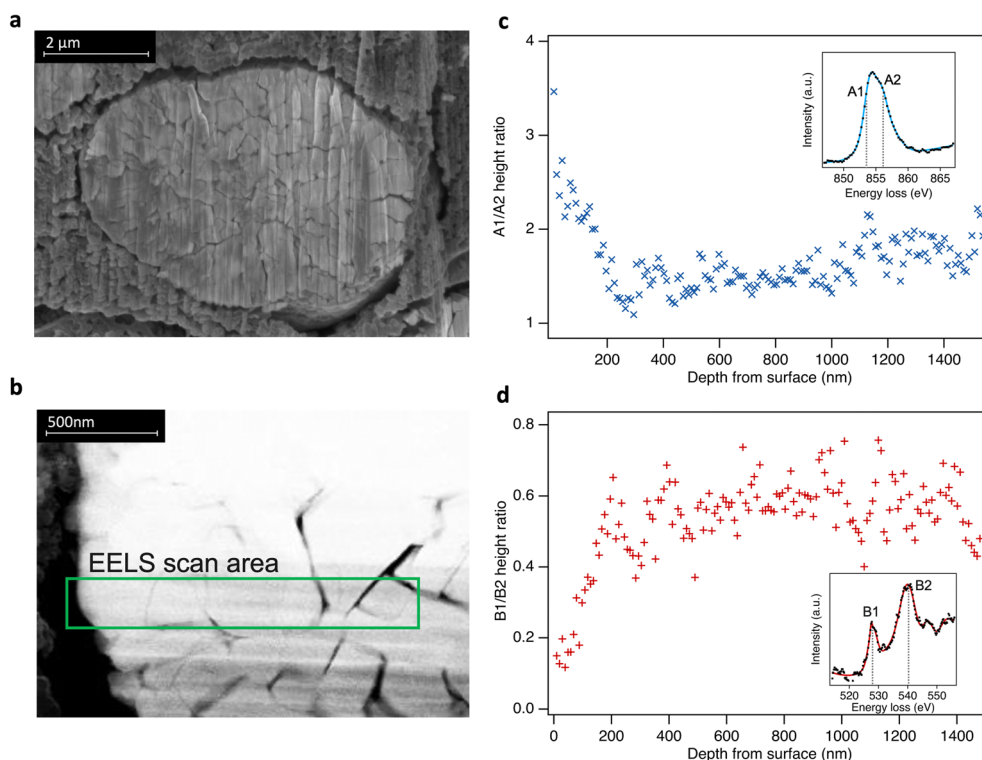 a
2 μm
b
500nm
EELS scan area
c
4
3
2
1
A1/A2 height ratio
200
400
600
800
1000
1200
1400
Depth from surface (nm)
Intensity (a.u.)
A1
A2
850
855
860
865
Energy loss (eV)
d
0.8
0.6
0.4
0.2
0.0
B1/B2 height ratio
0
200
400
600
800
1000
1200
1400
Depth from surface (nm)
Intensity (a.u.)
B1
B2
520
530
540
550
Energy loss (eV)